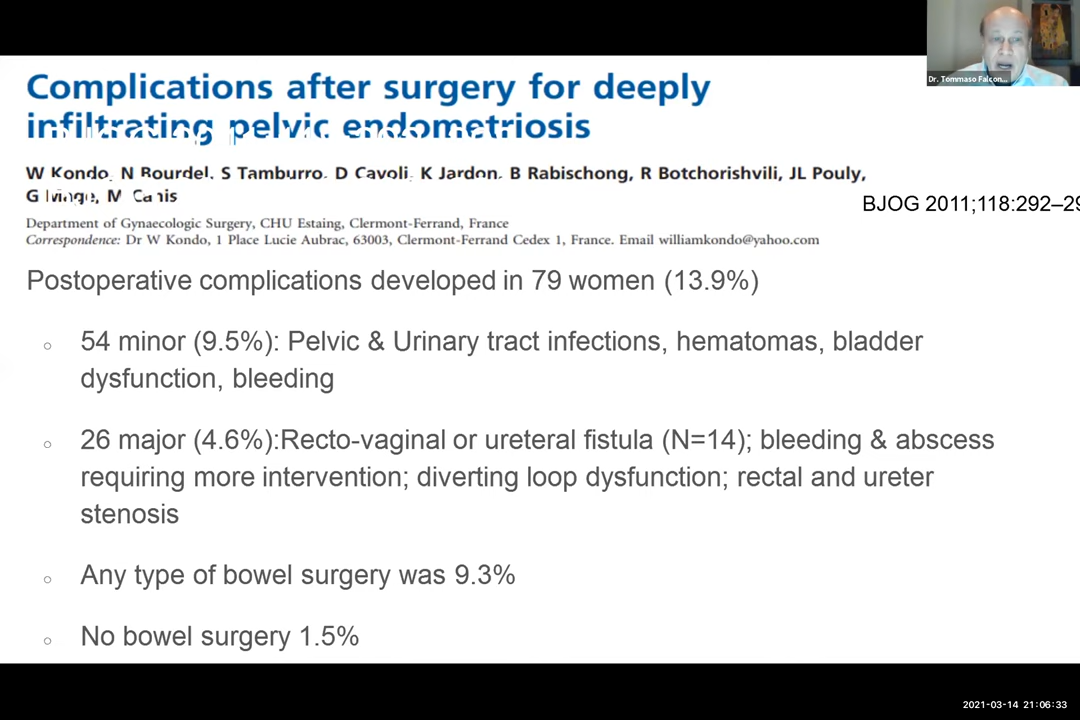 Dr. Tommaso Falcon...
Complications after surgery for deeply
infiltrating pelvic endometriosis
W Kondo, N Bourdel, S Tamburro, D Cavoli, K Jardon, B Rabischong, R Botchorishvili, JL Pouly,
G Mage, M Canis
BJOG 2011;118:292–29
Department of Gynaecologic Surgery, CHU Estaing, Clermont-Ferrand, France
Correspondence: Dr W Kondo, 1 Place Lucie Aubrac, 63003, Clermont-Ferrand Cedex 1, France. Email williamkondo@yahoo.com
Postoperative complications developed in 79 women (13.9%)
○ 54 minor (9.5%): Pelvic & Urinary tract infections, hematomas, bladder
dysfunction, bleeding
○ 26 major (4.6%):Recto-vaginal or ureteral fistula (N=14); bleeding & abscess
requiring more intervention; diverting loop dysfunction; rectal and ureter
stenosis
○ Any type of bowel surgery was 9.3%
○ No bowel surgery 1.5%
2021-03-14 21:06:33